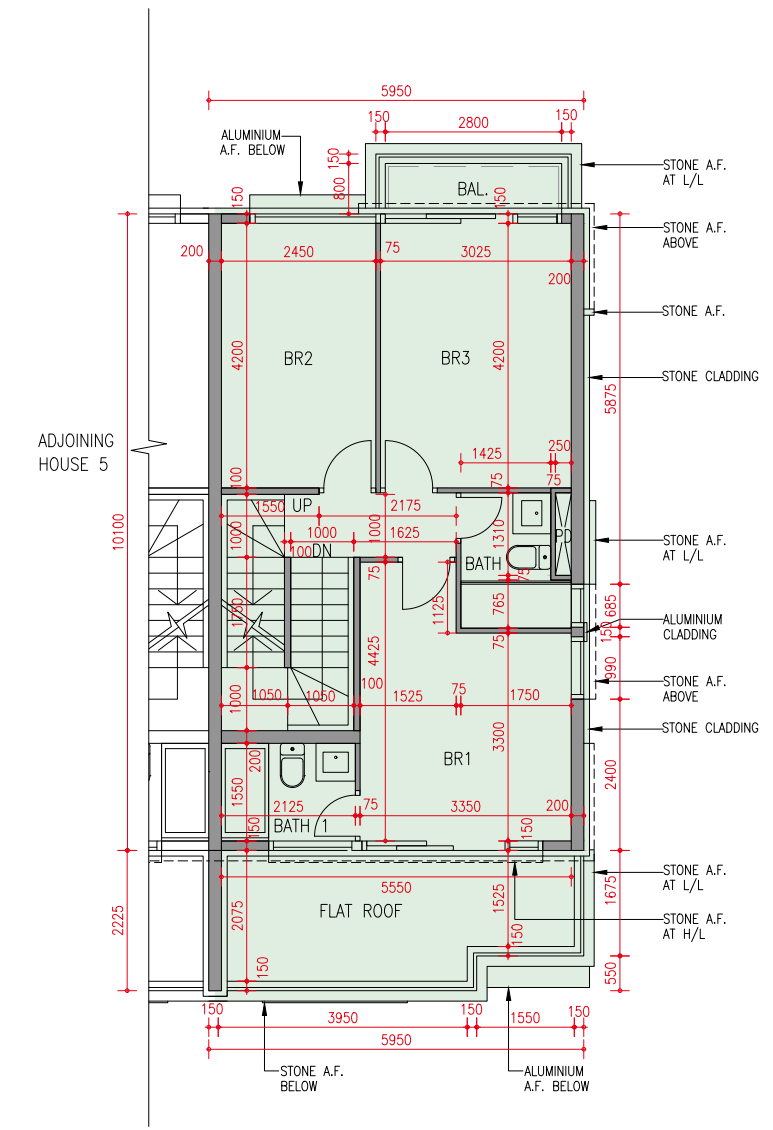 5950
150
2800
150
ALUMINIUM
A.F. BELOW
150
800
BAL.
STONE A.F.
AT L/L
150
150
200
2450
75
3025
200
STONE A.F.
ABOVE
STONE A.F.
BR2
BR3
4200
4200
STONE CLADDING
5875
ADJOINING
HOUSE 5
1425
250
100
75
75
1550
UP
2175
10100
1000
1000
100
DN
1000
1625
1310
PD
BATH
75
75
STONE A.F.
AT L/L
1750
1125
765
685
150
ALUMINIUM
CLADDING
75
4425
990
1000
1050
1050
100
1525
75
1750
STONE A.F.
ABOVE
STONE CLADDING
3300
200
BR1
2400
1550
2125
75
3350
200
150
BATH 1
150
5550
STONE A.F.
AT L/L
2225
2075
FLAT ROOF
1525
1675
STONE A.F.
AT H/L
150
150
550
150
3950
150
1550
150
5950
STONE A.F.
BELOW
ALUMINIUM
A.F. BELOW